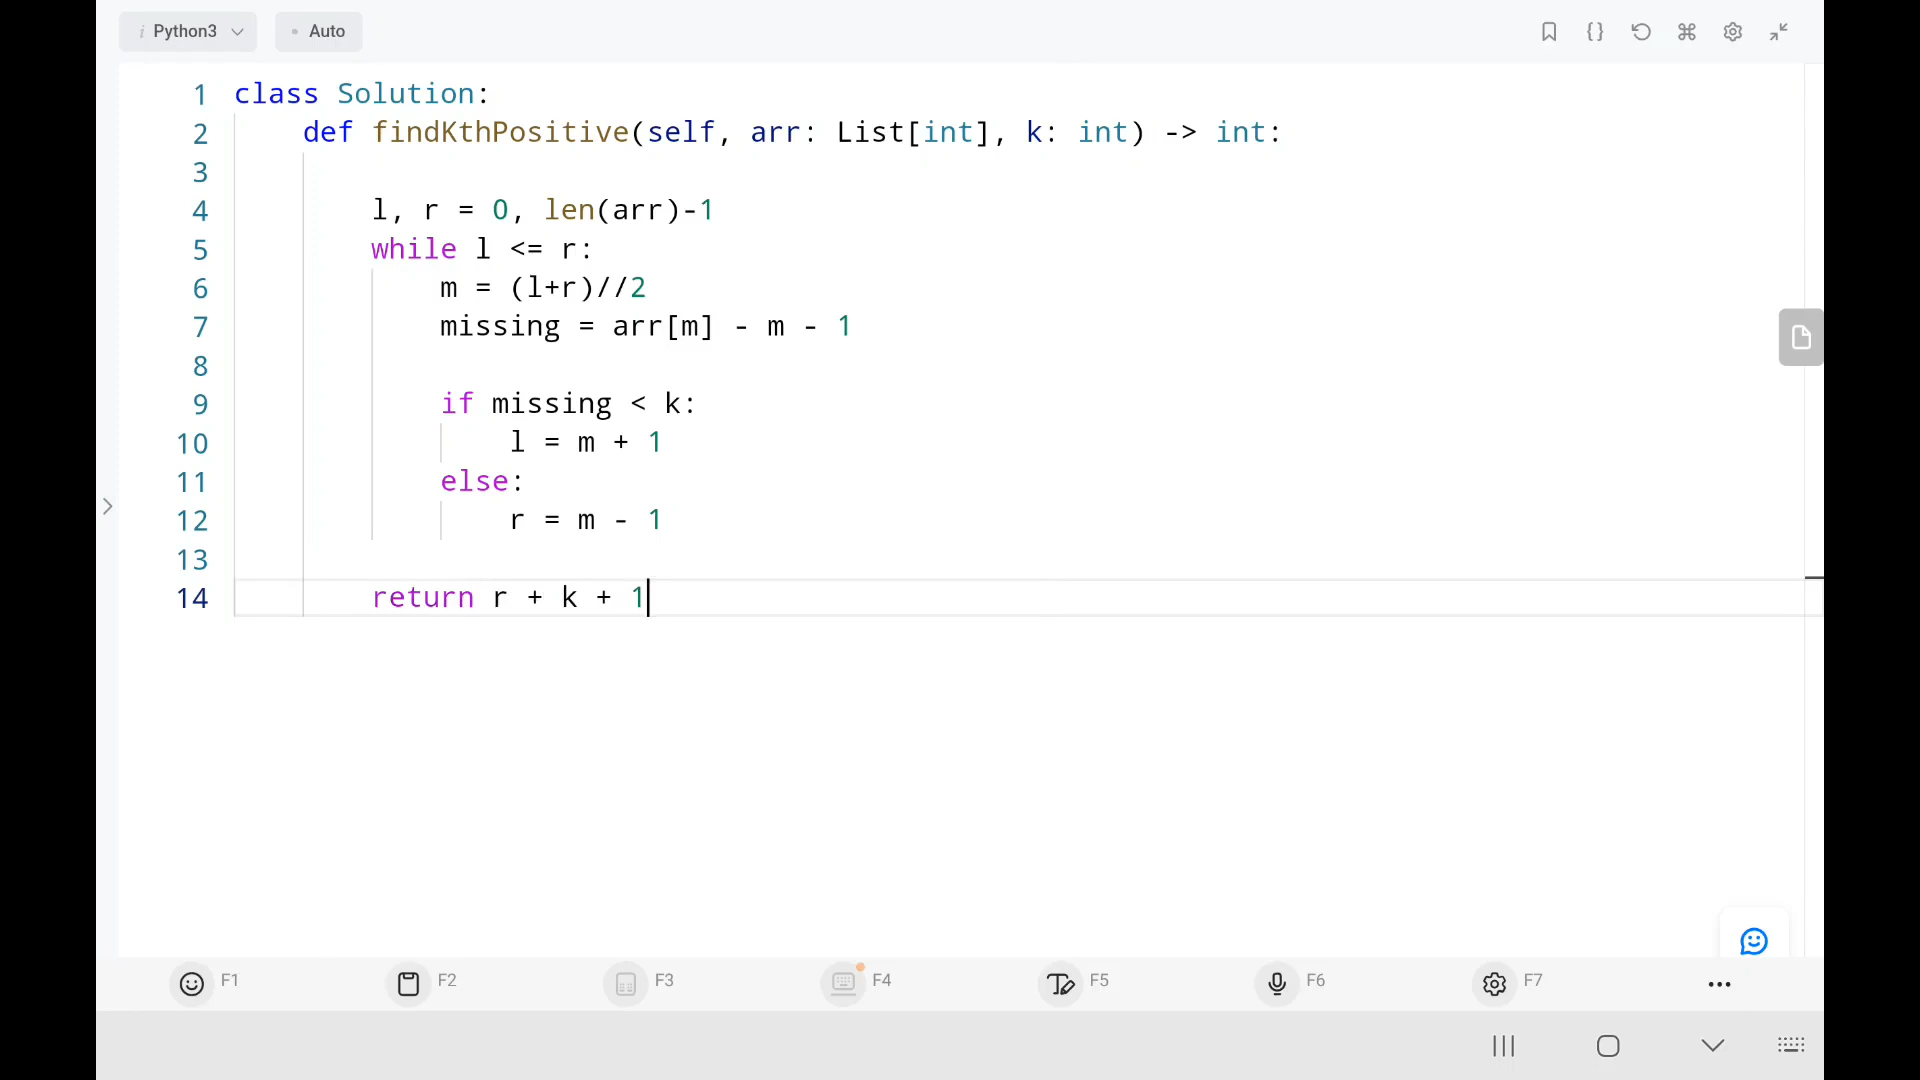 i Python3
Auto
1 class Solution:
2 def findKthPositive(self, arr: List[int], k: int) -> int:
3
4 l, r = 0, len(arr)-1
5 while l <= r:
6 m = (l+r)//2
7 missing = arr[m] - m - 1
8
9 if missing < k:
10 l = m + 1
11 else:
12 r = m - 1
13
14 return r + k + 1
F1 F2 F3 F4 F5 F6 F7